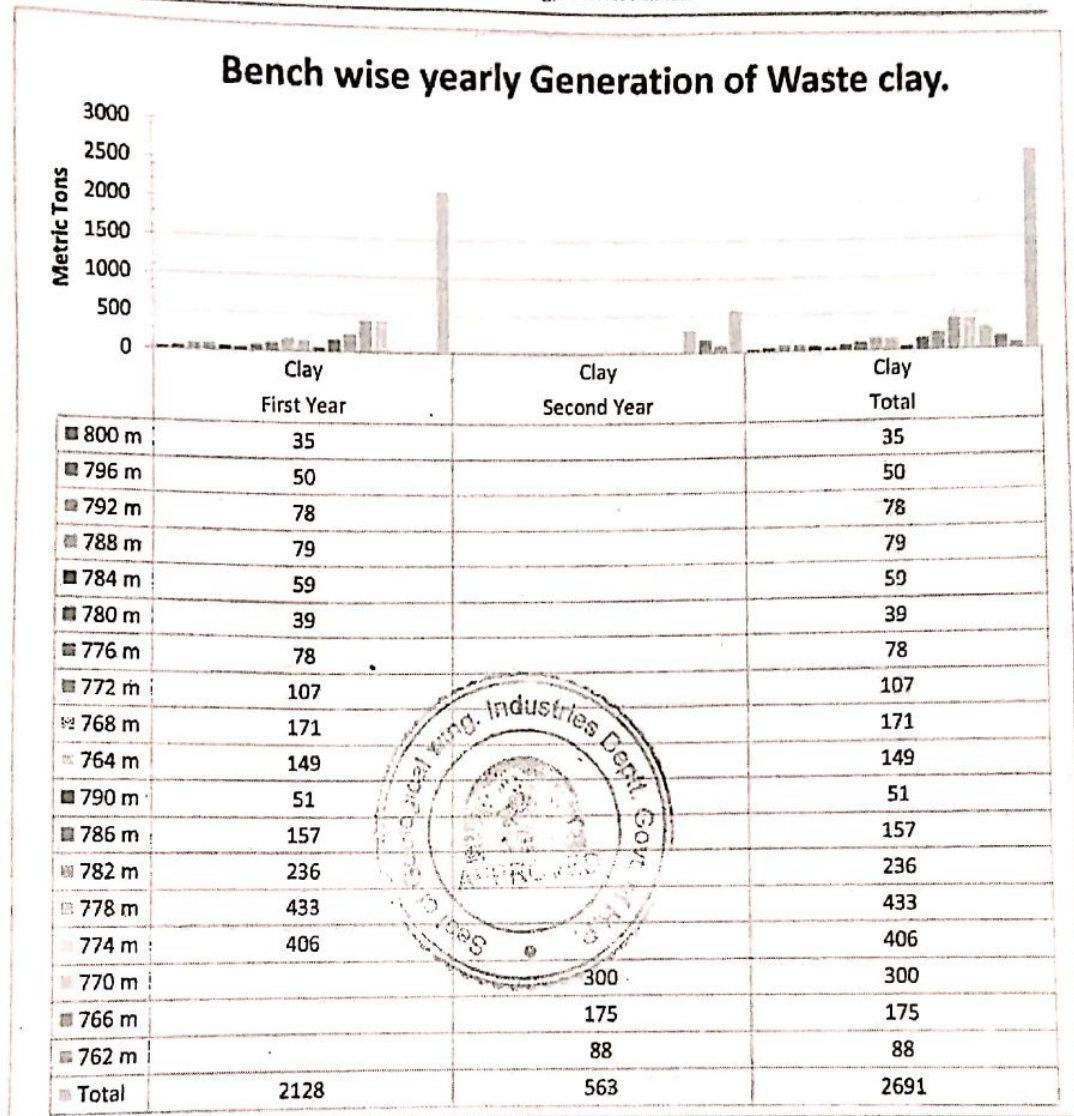 Bench wise yearly Generation of Waste clay.
3000
2500
2000
1500
1000
500
0
Metric Tons
Clay Clay Clay
First Year Second Year Total
800 m 35 35
796 m 50 50
792 m 78 78
788 m 79 79
784 m 59 59
780 m 39 39
776 m 78 78
772 m 107 107
768 m 171 171
764 m 149 149
790 m 51 51
786 m 157 157
782 m 236 236
778 m 433 433
774 m 406 406
770 m 300 300
766 m 175 175
762 m 88 88
Total 2128 563 2691
Wing. Industries Deptt. Govt
APPROVED